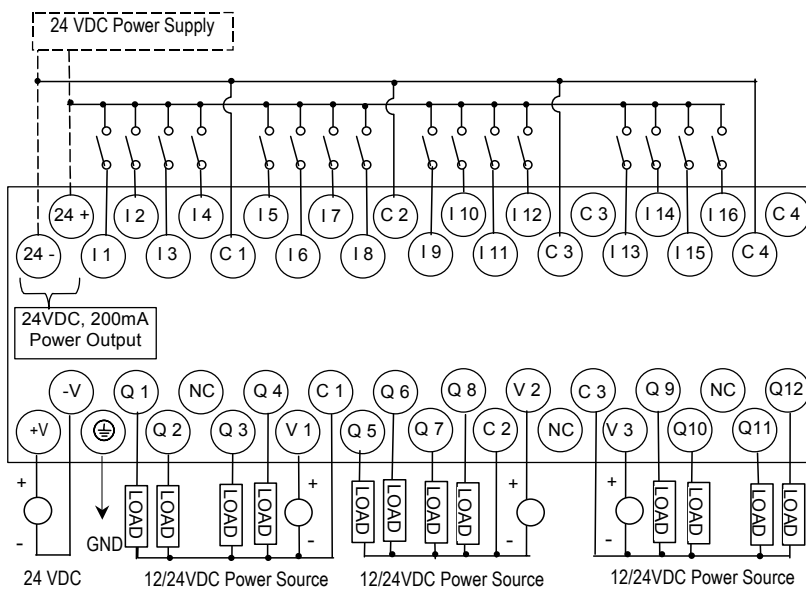 24 VDC Power Supply
24 + I 2 I 4 I 5 I 7 C 2 I 10 I 12 C 3 I 14 I 16 C 4
24 - I 1 I 3 C 1 I 6 I 8 I 9 I 11 C 3 I 13 I 15 C 4
24VDC, 200mA
Power Output
-V Q 1 NC Q 4 C 1 Q 6 Q 8 V 2 C 3 Q 9 NC Q12
+V Q 2 Q 3 V 1 Q 5 Q 7 C 2 NC V 3 Q10 Q11
+ LOAD LOAD LOAD LOAD + LOAD LOAD LOAD LOAD + + LOAD LOAD LOAD LOAD
- GND - - -
24 VDC 12/24VDC Power Source 12/24VDC Power Source 12/24VDC Power Source